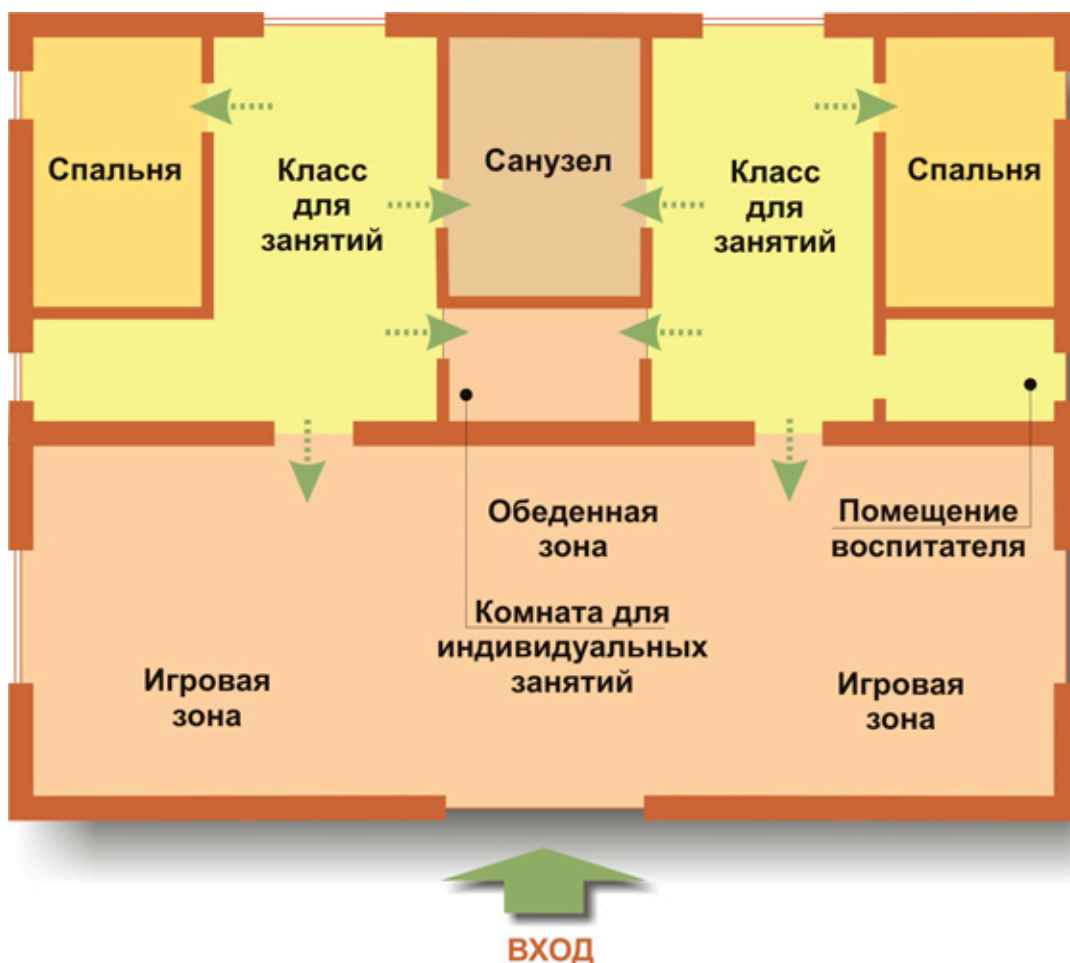 Спальня
Класс
для
занятий
Санузел
Класс
для
занятий
Спальня
Обеденная
зона
Помещение
воспитателя
Комната для
индивидуальных
занятий
Игровая
зона
Игровая
зона
ВХОД